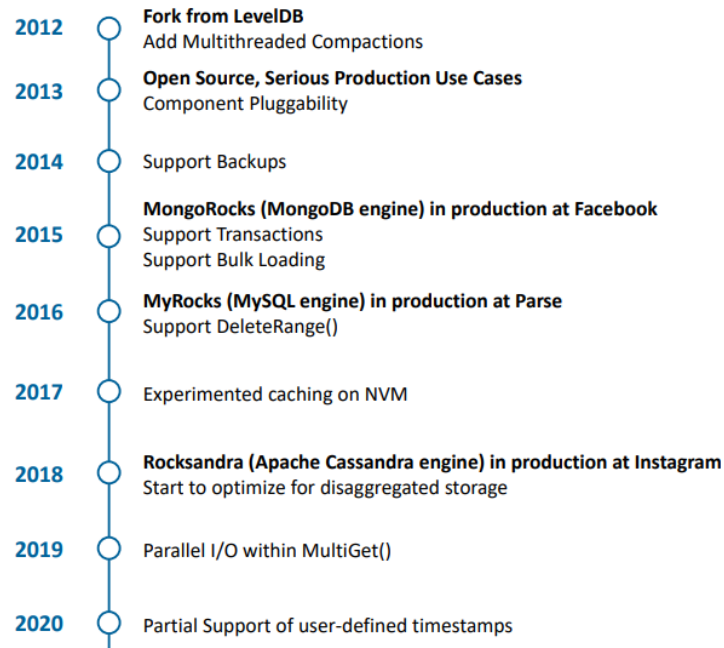 2012
Fork from LevelDB
Add Multithreaded Compactions
2013
Open Source, Serious Production Use Cases
Component Pluggability
2014
Support Backups
2015
MongoRocks (MongoDB engine) in production at Facebook
Support Transactions
Support Bulk Loading
2016
MyRocks (MySQL engine) in production at Parse
Support DeleteRange()
2017
Experimented caching on NVM
2018
Rocksandra (Apache Cassandra engine) in production at Instagram
Start to optimize for disaggregated storage
2019
Parallel I/O within MultiGet()
2020
Partial Support of user-defined timestamps